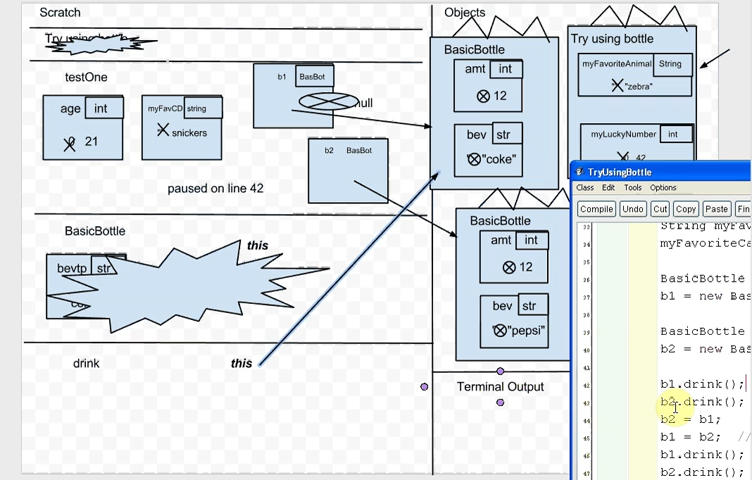 Scratch
testOne
age int
21
myFavCD string
snickers
b1 BasBot
b2 BasBot
paused on line 42
BasicBottle
bevtp str
this
drink
this
Objects
BasicBottle
amt int
12
bev str
"coke"
BasicBottle
amt int
12
bev str
"pepsi"
Terminal Output
Try using bottle
myFavoriteAnimal String
"zebra"
myLuckyNumber int
42
TryUsingBottle
Class Edit Tools Options
Compile Undo Cut Copy Paste Fin
String myFav
myFavoriteCa
BasicBottle
b1 = new Bas
BasicBottle
b2 = new Bas
b1.drink();
b2.drink();
b2 = b1;
b1 = b2; //
b1.drink();
b2.drink();